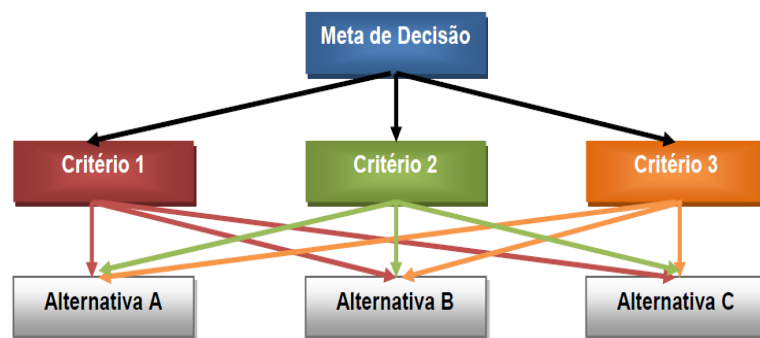 Meta de Decisão
Critério 1
Critério 2
Critério 3
Alternativa A
Alternativa B
Alternativa C